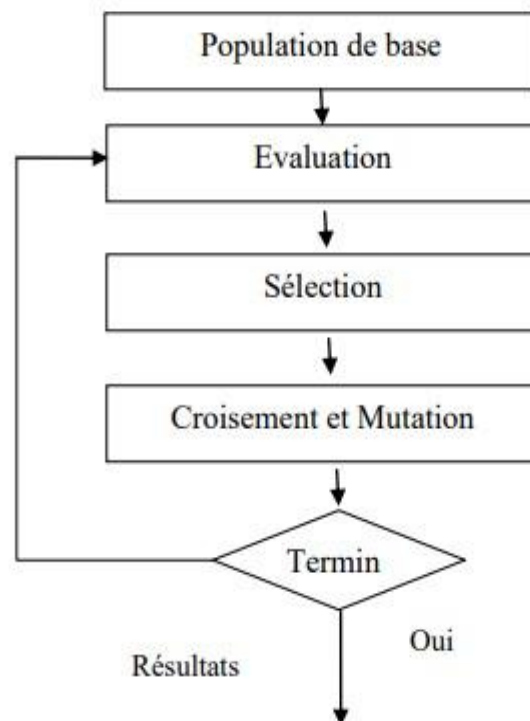 Population de base
Evaluation
Sélection
Croisement et Mutation
Termin
Oui
Résultats